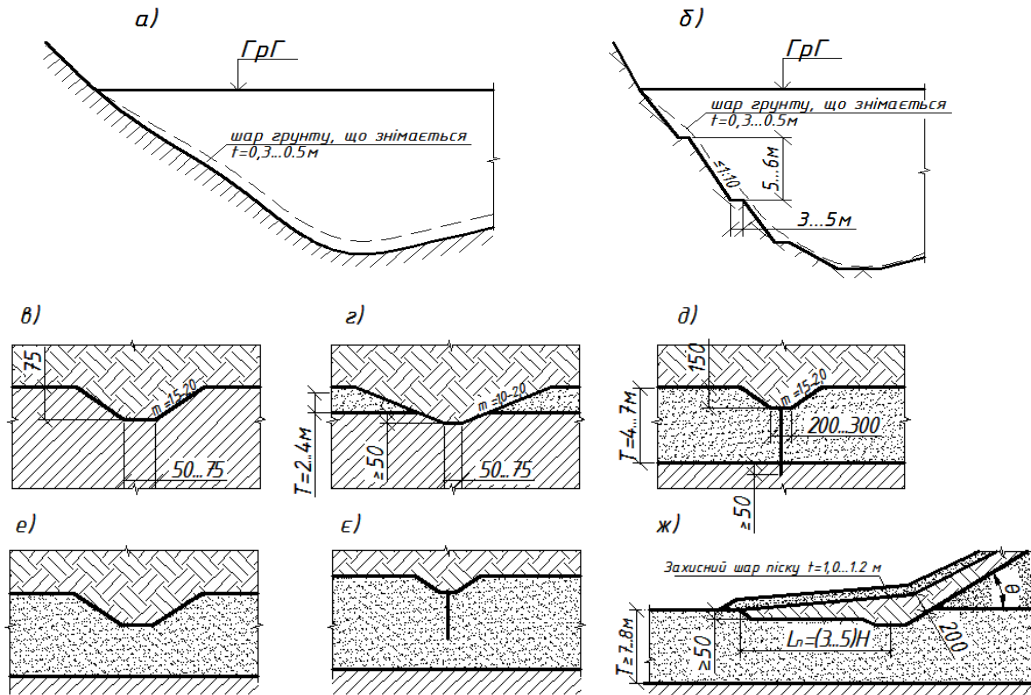 а)
ГрГ
шар грунту, що знімається
t=0,3...0.5м
б)
ГрГ
шар грунту, що знімається
t=0,3...0.5м
≤1:10
5...6м
3...5м
в)
75
m =1.5-2.0
50...75
г)
T=2...4м
≥50
m =1.0-2.0
50...75
д)
T=4...7м
150
m =1.5-2.0
200...300
≥50
е)
є)
ж)
Захисний шар піску t=1,0...1.2 м
T≥7...8м
≥50
Lп=(3...5)H
200
θ